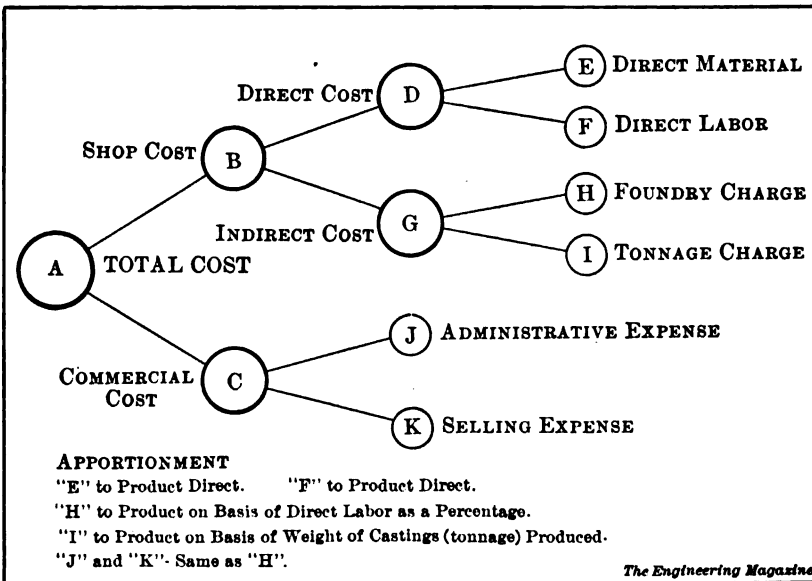 E DIRECT MATERIAL
DIRECT COST D
F DIRECT LABOR
SHOP COST B
H FOUNDRY CHARGE
INDIRECT COST G
I TONNAGE CHARGE
A TOTAL COST
J ADMINISTRATIVE EXPENSE
COMMERCIAL
COST
C
K SELLING EXPENSE
APPORTIONMENT
"E" to Product Direct. "F" to Product Direct.
"H" to Product on Basis of Direct Labor as a Percentage.
"I" to Product on Basis of Weight of Castings (tonnage) Produced.
"J" and "K"- Same as "H".
The Engineering Magazine